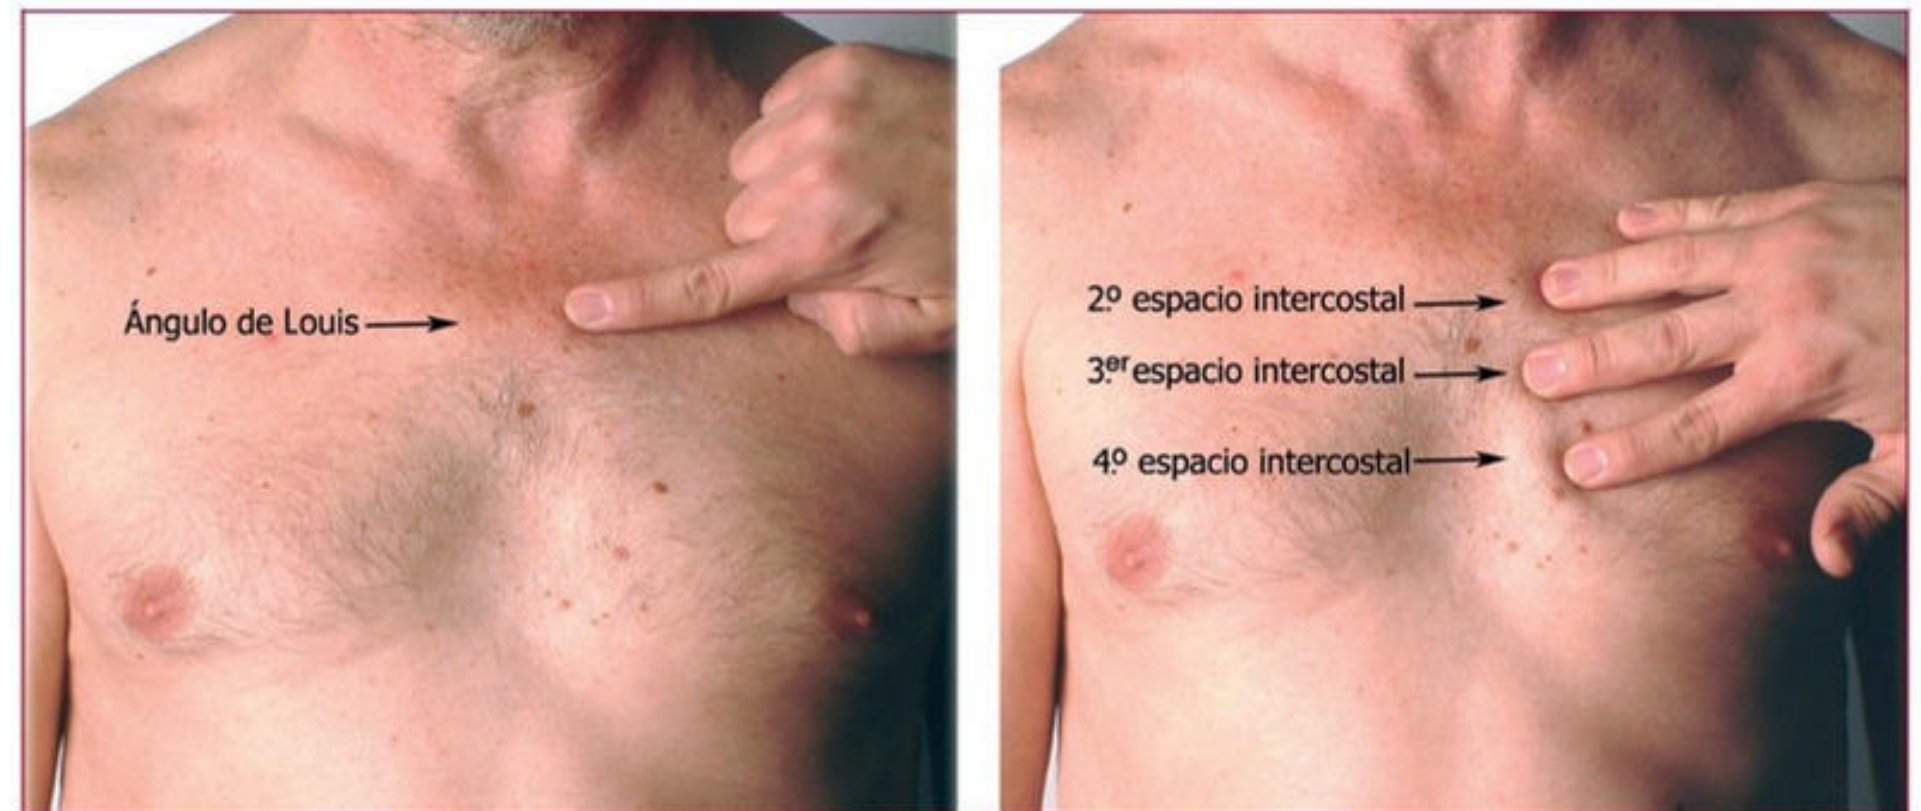 Ángulo de Louis
2.º espacio intercostal
3.er espacio intercostal
4.º espacio intercostal